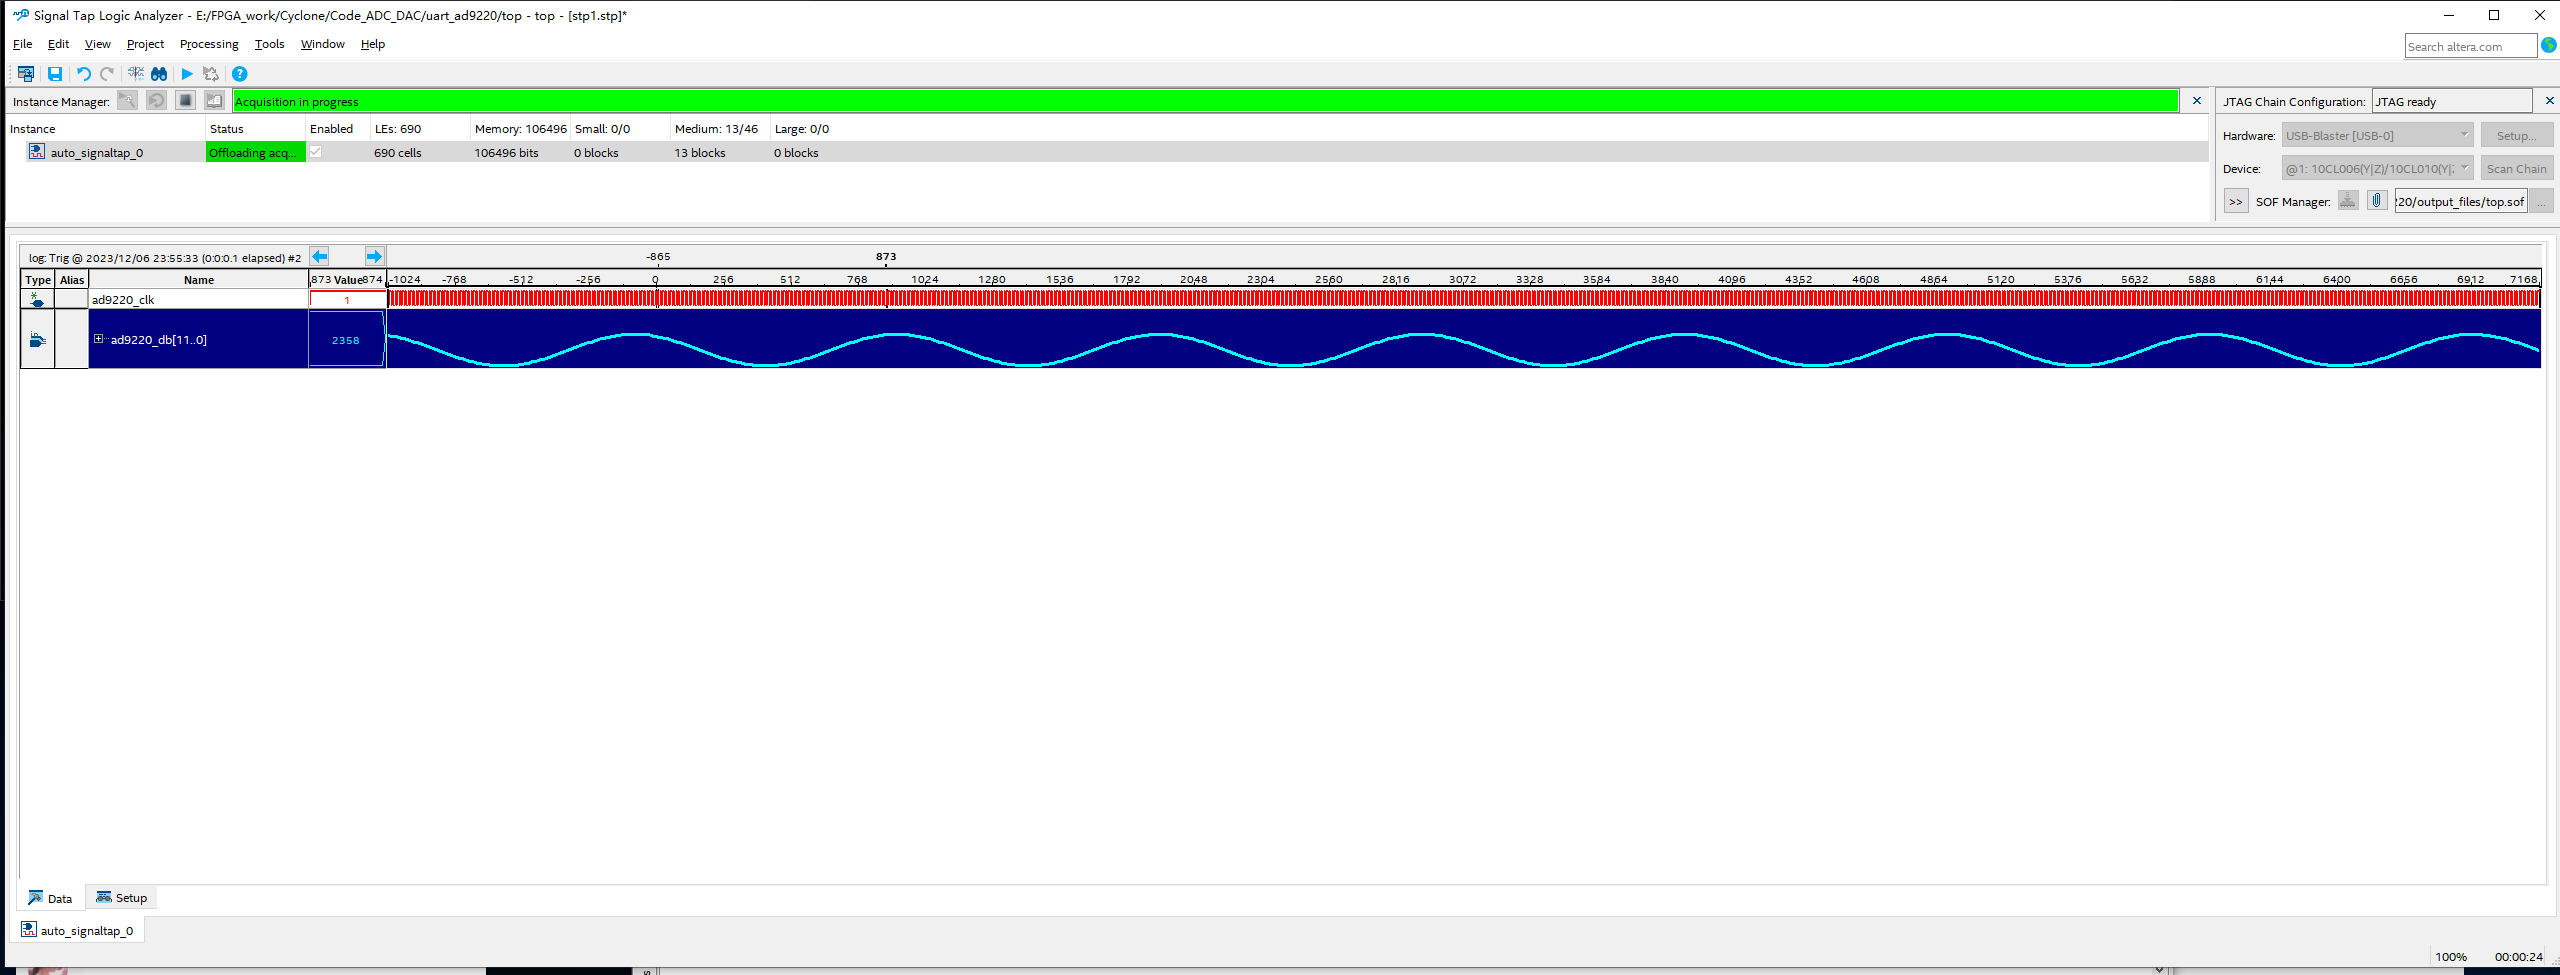 Signal Tap Logic Analyzer - E:/FPGA_work/Cyclone/Code_ADC_DAC/uart_ad9220/top - top - [stp1.stp]*
File Edit View Project Processing Tools Window Help
Search altera.com
Instance Manager: Acquisition in progress
JTAG Chain Configuration: JTAG ready
Instance Status Enabled LEs: 690 Memory: 106496 Small: 0/0 Medium: 13/46 Large: 0/0
auto_signaltap_0 Offloading acq... 690 cells 106496 bits 0 blocks 13 blocks 0 blocks
Hardware: USB-Blaster [USB-0] Setup...
Device: @1: 10CL006(Y|Z)/10CL010(Y|Z Scan Chain
>> SOF Manager: 20/output_files/top.sof ...
log: Trig @ 2023/12/06 23:55:33 (0:0:0.1 elapsed) #2 -865 873
Type Alias Name 873 Value 874 -1024 -768 -512 -256 0 256 512 768 1024 1280 1536 1792 2048 2304 2560 2816 3072 3328 3584 3840 4096 4352 4608 4864 5120 5376 5632 5888 6144 6400 6656 6912 7168
ad9220_clk 1
ad9220_db[11..0] 2358
Data Setup
auto_signaltap_0
100% 00:00:24